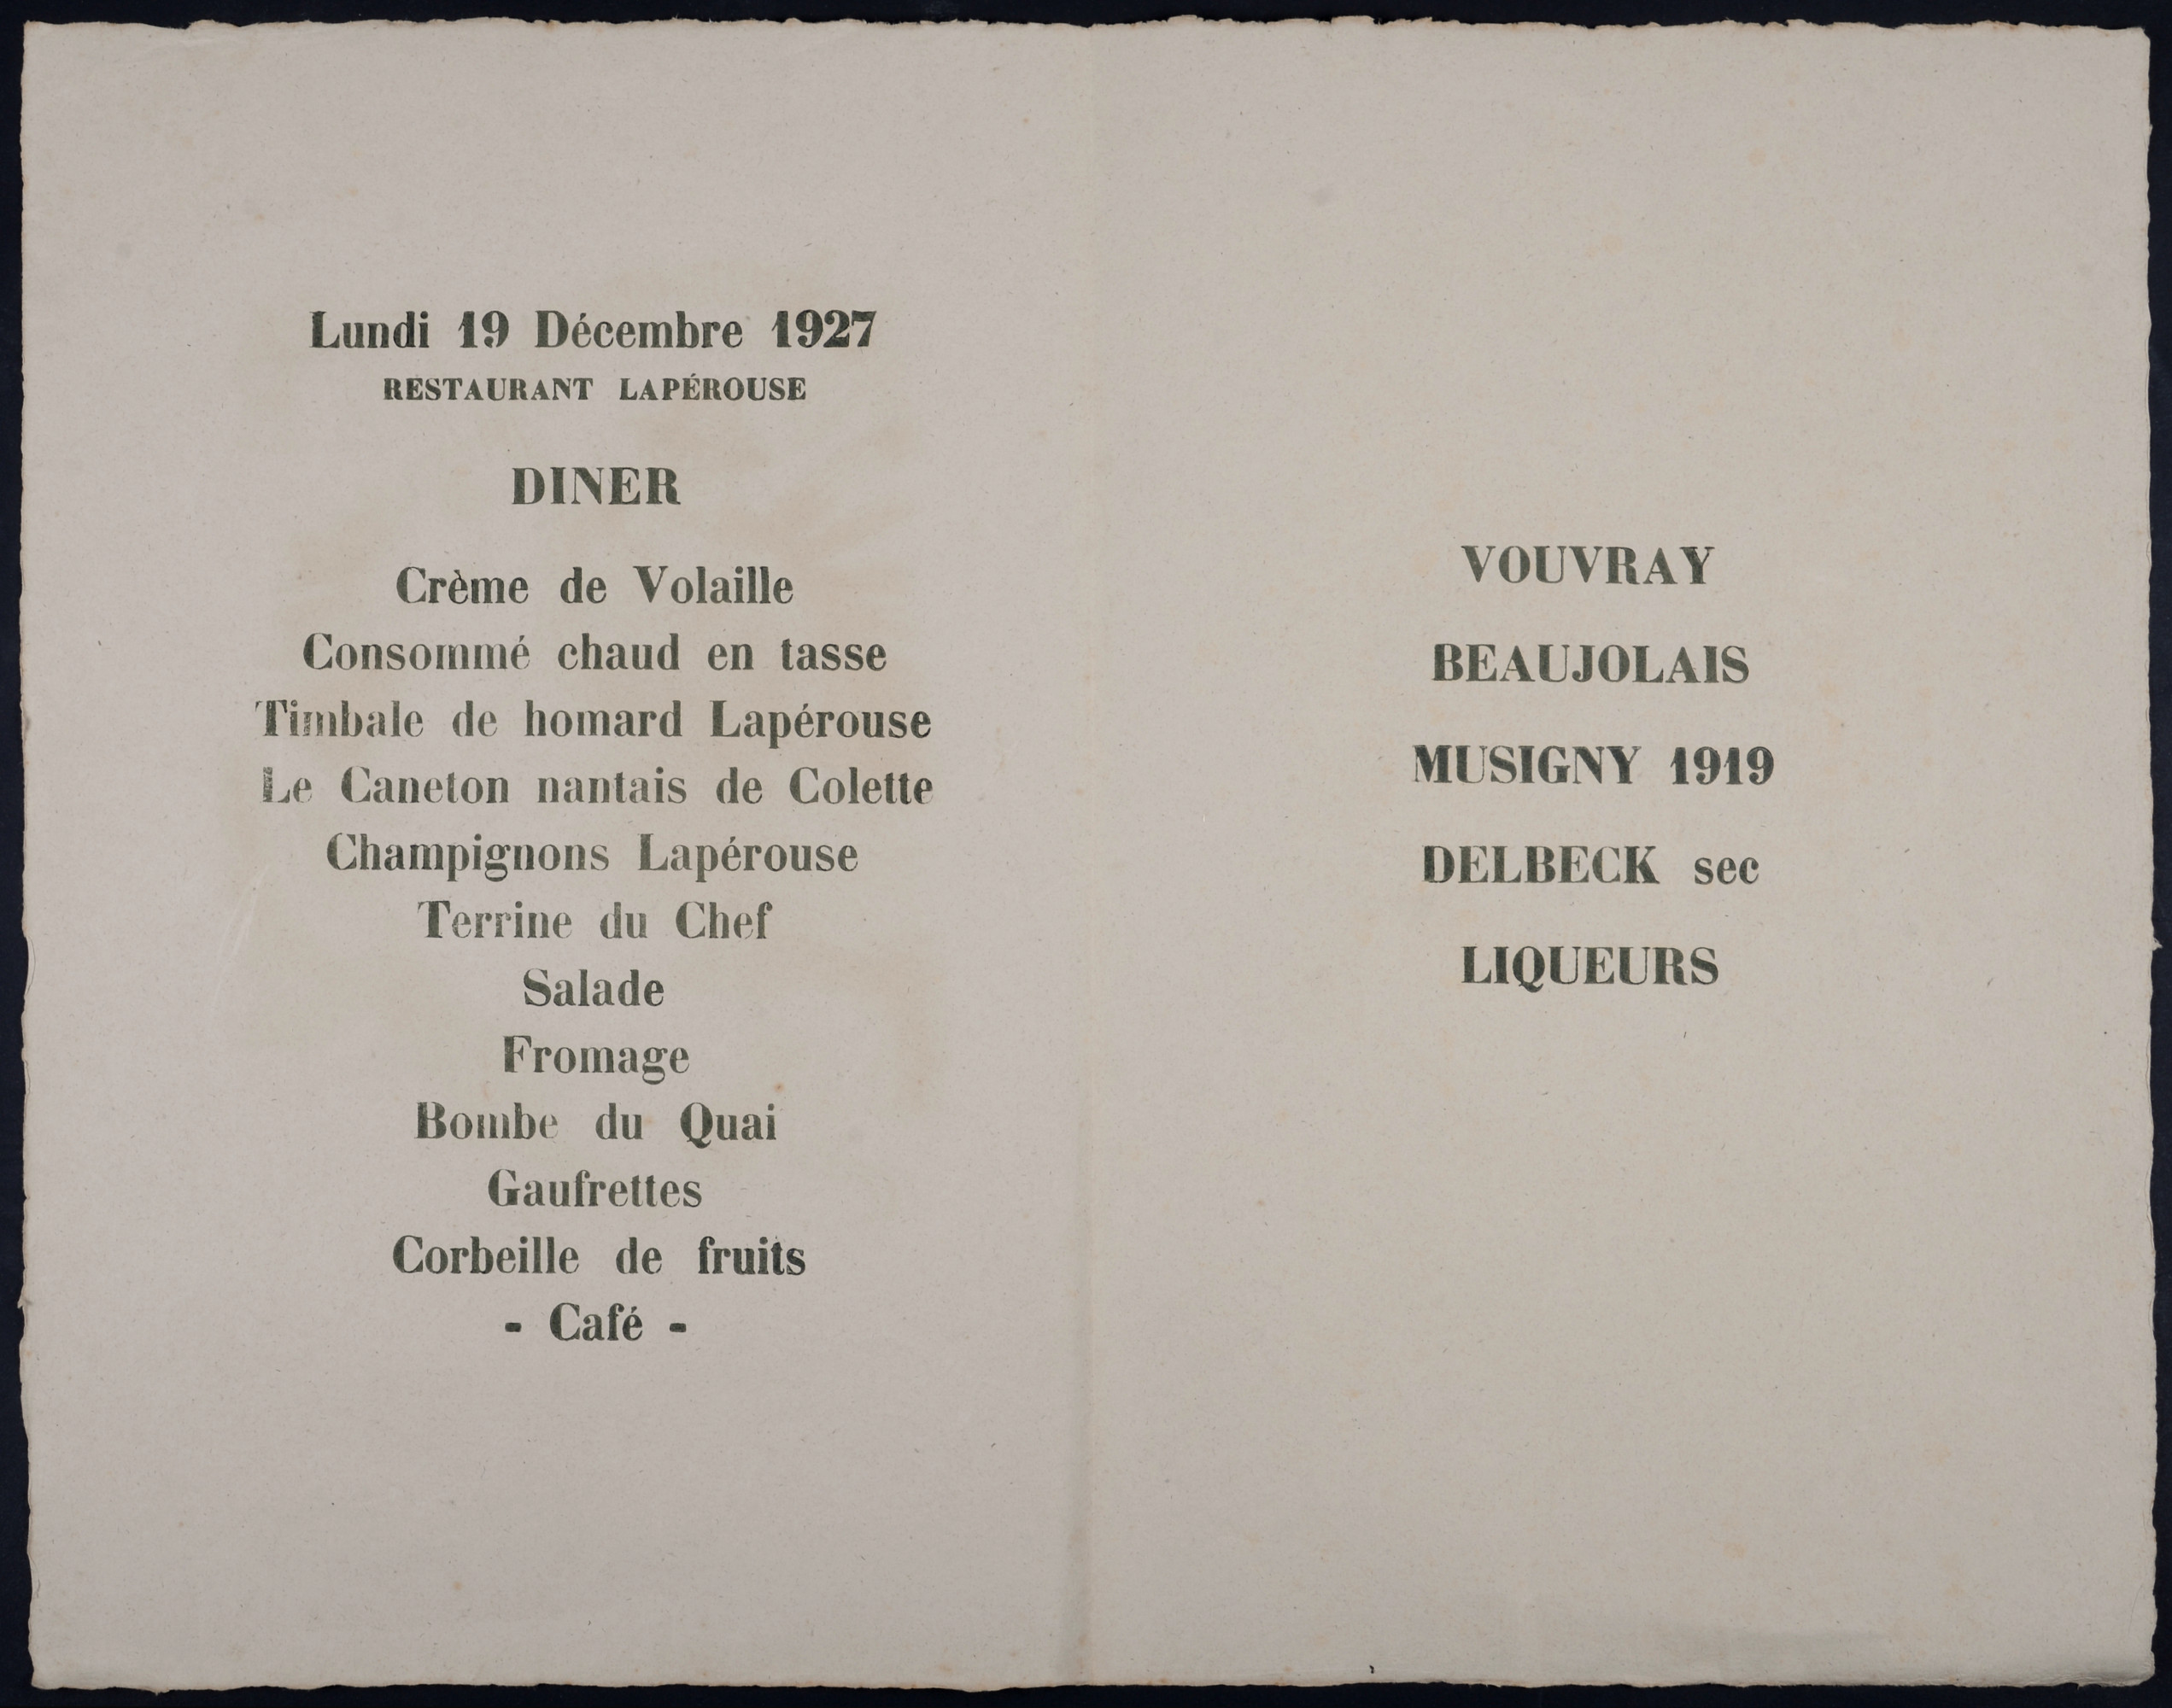 Lundi 19 Décembre 1927
RESTAURANT LAPÉROUSE
DINER
Crème de Volaille
Consommé chaud en tasse
Timbale de homard Lapérouse
Le Caneton nantais de Colette
Champignons Lapérouse
Terrine du Chef
Salade
Fromage
Bombe du Quai
Gaufrettes
Corbeille de fruits
- Café -
VOUVRAY
BEAUJOLAIS
MUSIGNY 1919
DELBECK sec
LIQUEURS